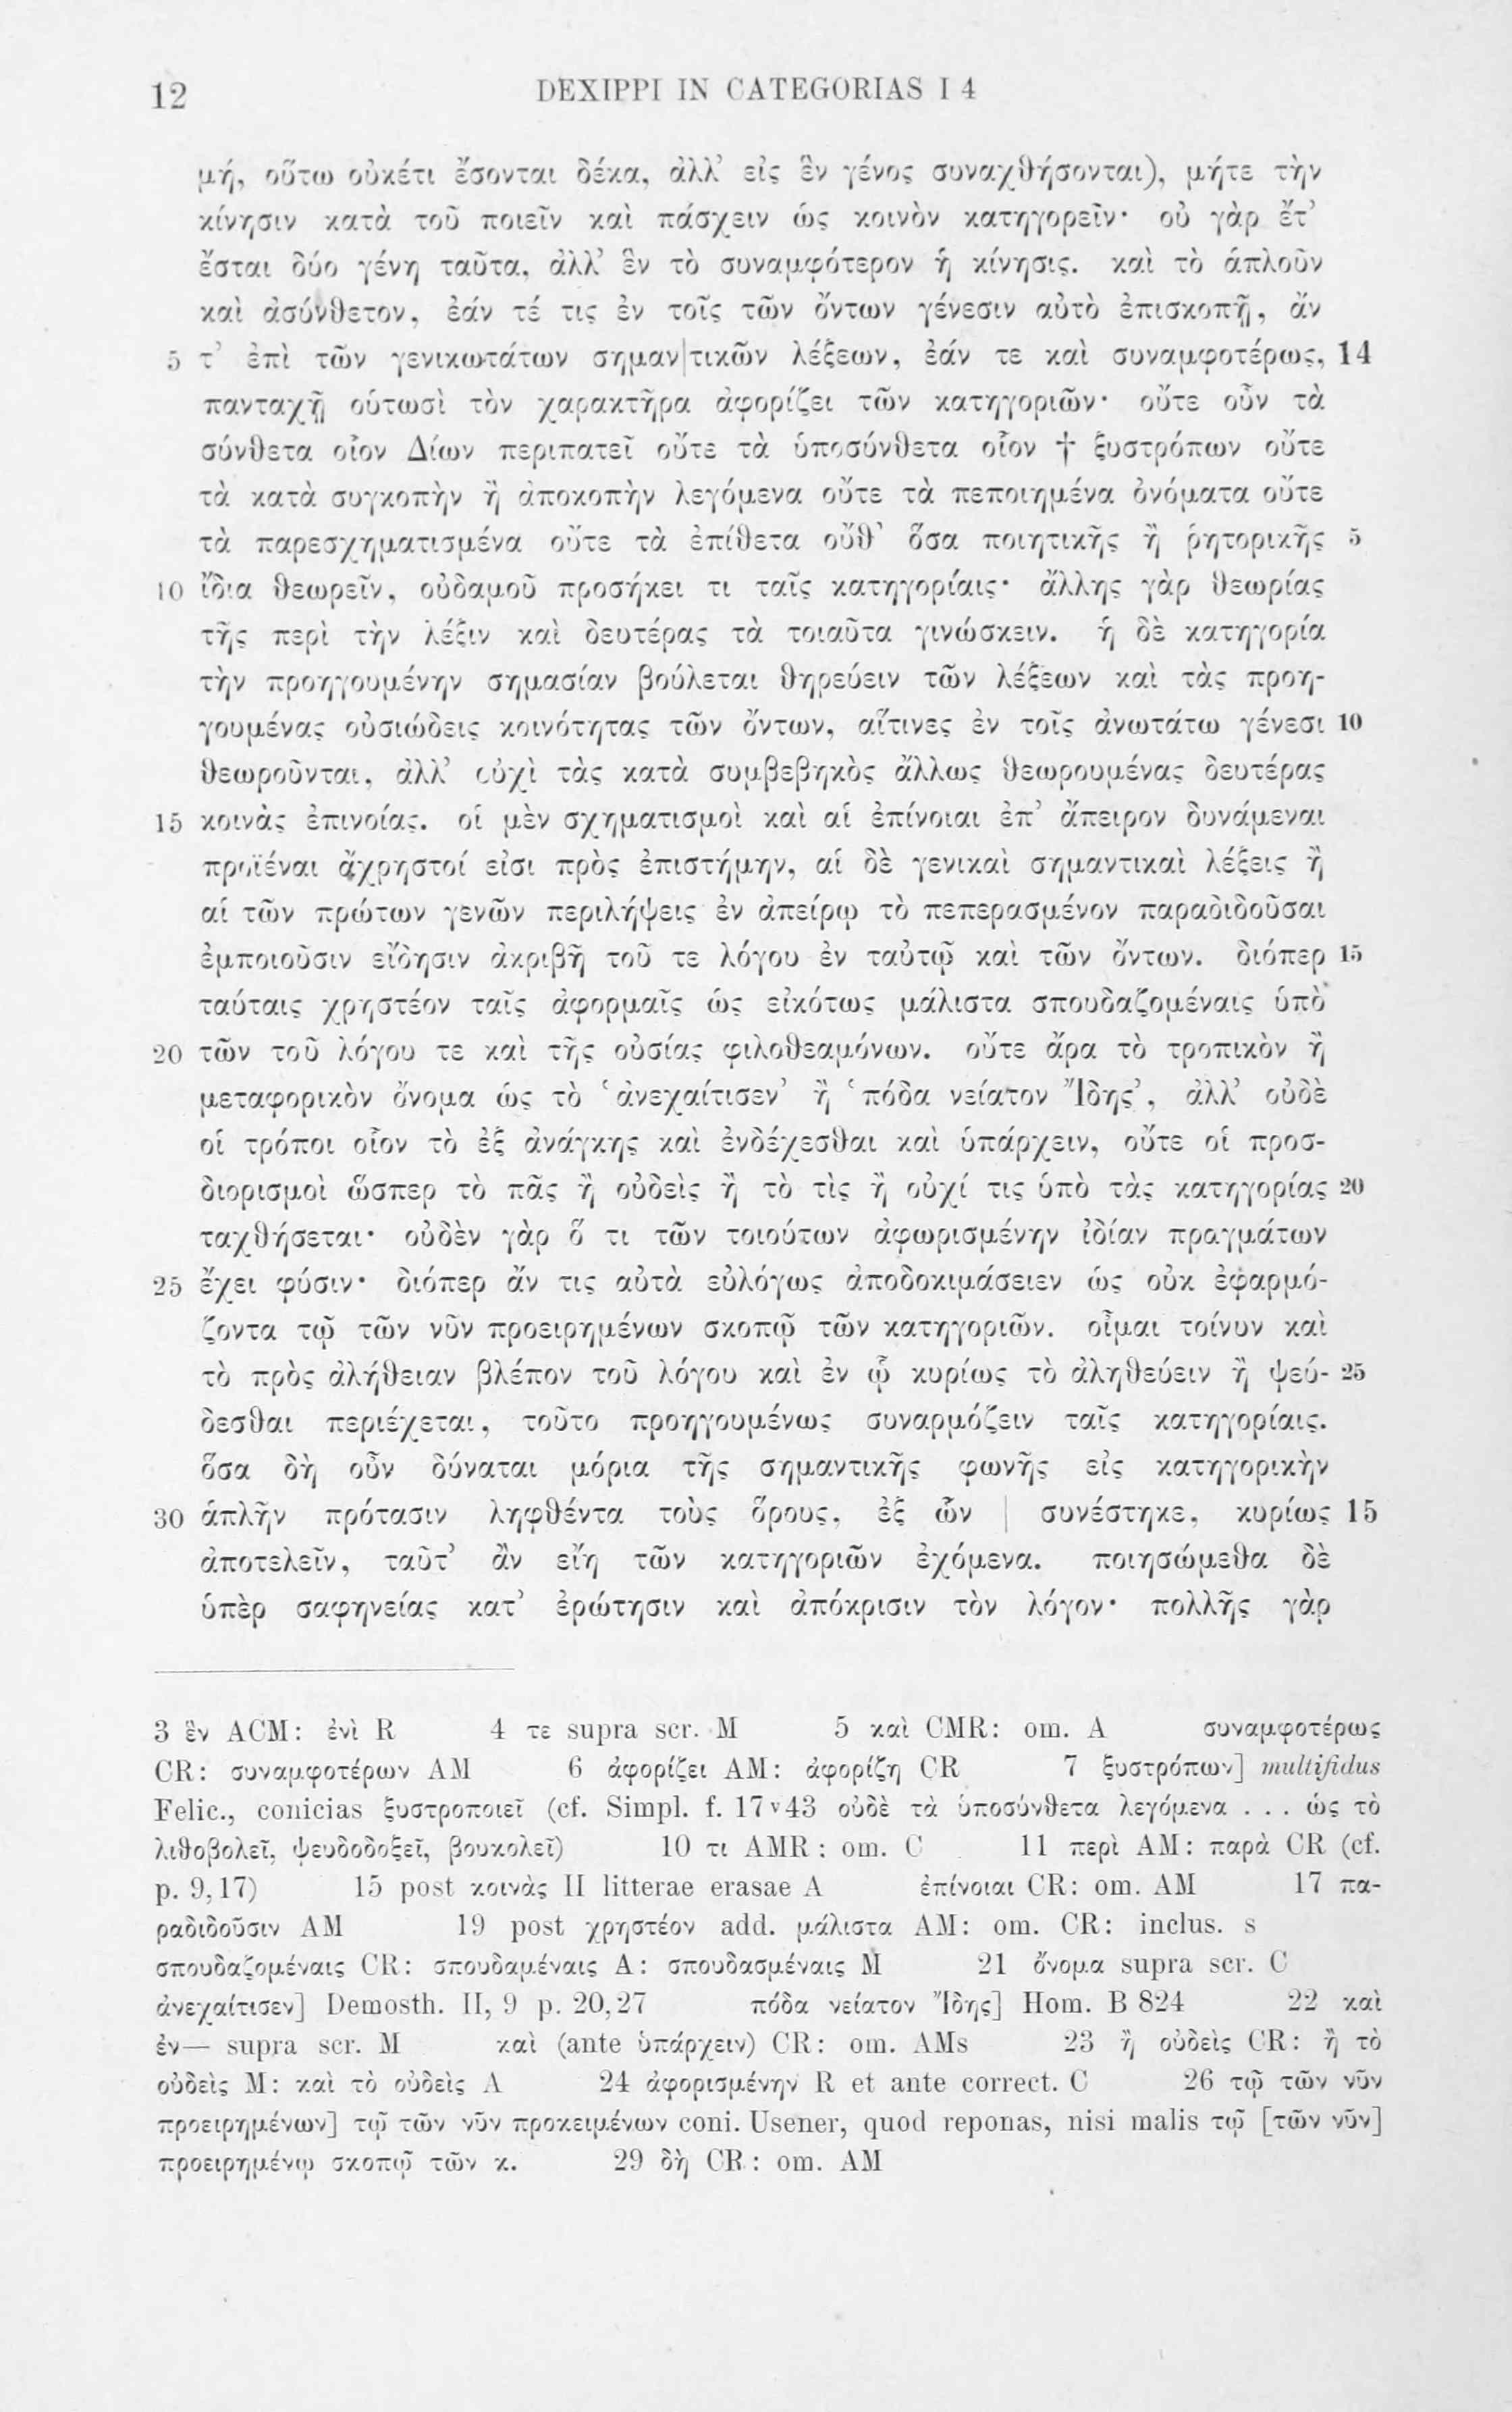 12 DEXIPPI IN CATEGORIAS I 4
μή, οὕτω οὐκέτι ἔσονται δέκα, ἀλλ’ εἰς ἓν γένος συναχθήσονται), μήτε τὴν
κίνησιν κατὰ τοῦ ποιεῖν καὶ πάσχειν ὡς κοινὸν κατηγορεῖν· οὐ γὰρ ἔτ’
ἔσται δύο γένη ταῦτα, ἀλλ’ ἓν τὸ συναμφότερον ἡ κίνησις. καὶ τὸ ἁπλοῦν
καὶ ἀσύνθετον, ἐάν τέ τις ἐν τοῖς τῶν ὄντων γένεσιν αὐτὸ ἐπισκοπῇ, ἄν
5 τ’ ἐπὶ τῶν γενικωτάτων σημαν|τικῶν λέξεων, ἐάν τε καὶ συναμφοτέρως, 14
πανταχῇ οὑτωσὶ τὸν χαρακτῆρα ἀφορίζει τῶν κατηγοριῶν· οὔτε οὖν τὰ
σύνθετα οἷον Δίων περιπατεῖ οὔτε τὰ ὑποσύνθετα οἷον † ξυστρόπων οὔτε
τὰ κατὰ συγκοπὴν ἢ ἀποκοπὴν λεγόμενα οὔτε τὰ πεποιημένα ὀνόματα οὔτε
τὰ παρεσχηματισμένα οὔτε τὰ ἐπίθετα οὔθ’ ὅσα ποιητικῆς ἢ ῥητορικῆς 5
10 ἴδια θεωρεῖν, οὐδαμοῦ προσήκει τι ταῖς κατηγορίαις· ἄλλης γὰρ θεωρίας
τῆς περὶ τὴν λέξιν καὶ δευτέρας τὰ τοιαῦτα γινώσκειν. ἡ δὲ κατηγορία
τὴν προηγουμένην σημασίαν βούλεται θηρεύειν τῶν λέξεων καὶ τὰς προη-
γουμένας οὐσιώδεις κοινότητας τῶν ὄντων, αἵτινες ἐν τοῖς ἀνωτάτω γένεσι 10
θεωροῦνται, ἀλλ’ οὐχὶ τὰς κατὰ συμβεβηκὸς ἄλλως θεωρουμένας δευτέρας
15 κοινὰς ἐπινοίας. οἱ μὲν σχηματισμοὶ καὶ αἱ ἐπίνοιαι ἐπ’ ἄπειρον δυνάμεναι
προϊέναι ἄχρηστοί εἰσι πρὸς ἐπιστήμην, αἱ δὲ γενικαὶ σημαντικαὶ λέξεις ἢ
αἱ τῶν πρώτων γενῶν περιλήψεις ἐν ἀπείρῳ τὸ πεπερασμένον παραδιδοῦσαι
ἐμποιοῦσιν εἴδησιν ἀκριβῆ τοῦ τε λόγου ἐν ταὐτῷ καὶ τῶν ὄντων. διόπερ 15
ταύταις χρηστέον ταῖς ἀφορμαῖς ὡς εἰκότως μάλιστα σπουδαζομέναις ὑπὸ
20 τῶν τοῦ λόγου τε καὶ τῆς οὐσίας φιλοθεαμόνων. οὔτε ἄρα τὸ τροπικὸν ἢ
μεταφορικὸν ὄνομα ὡς τὸ ‘ἀνεχαίτισεν’ ἢ ‘πόδα νείατον Ἴδης’, ἀλλ’ οὐδὲ
οἱ τρόποι οἷον τὸ ἐξ ἀνάγκης καὶ ἐνδέχεσθαι καὶ ὑπάρχειν, οὔτε οἱ προσ-
διορισμοὶ ὥσπερ τὸ πᾶς ἢ οὐδεὶς ἢ τὸ τὶς ἢ οὐχί τις ὑπὸ τὰς κατηγορίας 20
ταχθήσεται· οὐδὲν γὰρ ὅ τι τῶν τοιούτων ἀφωρισμένην ἰδίαν πραγμάτων
25 ἔχει φύσιν· διόπερ ἄν τις αὐτὰ εὐλόγως ἀποδοκιμάσειεν ὡς οὐκ ἐφαρμό-
ζοντα τῷ τῶν νῦν προειρημένων σκοπῷ τῶν κατηγοριῶν. οἶμαι τοίνυν καὶ
τὸ πρὸς ἀλήθειαν βλέπον τοῦ λόγου καὶ ἐν ᾧ κυρίως τὸ ἀληθεύειν ἢ ψεύ- 25
δεσθαι περιέχεται, τοῦτο προηγουμένως συναρμόζειν ταῖς κατηγορίαις.
ὅσα δὴ οὖν δύναται μόρια τῆς σημαντικῆς φωνῆς εἰς κατηγορικὴν
30 ἁπλῆν πρότασιν ληφθέντα τοὺς ὅρους, ἐξ ὧν | συνέστηκε, κυρίως 15
ἀποτελεῖν, ταῦτ’ ἂν εἴη τῶν κατηγοριῶν ἐχόμενα. ποιησώμεθα δὲ
ὑπὲρ σαφηνείας κατ’ ἐρώτησιν καὶ ἀπόκρισιν τὸν λόγον· πολλῆς γὰρ
3 ἓν ACM: ἑνὶ R 4 τε supra scr. M 5 καὶ CMR: om. A συναμφοτέρως
CR: συναμφοτέρων AM 6 ἀφορίζει AM: ἀφορίζη CR 7 ξυστρόπων] multifidus
Felic., conicias ξυστροποιεῖ (cf. Simpl. f. 17v43 οὐδὲ τὰ ὑποσύνθετα λεγόμενα . . . ὡς τὸ
λιθοβολεῖ, ψευδοδοξεῖ, βουκολεῖ) 10 τι AMR: om. C 11 περὶ AM: παρὰ CR (cf.
p. 9,17) 15 post κοινὰς II litterae erasae A ἐπίνοιαι CR: om. AM 17 πα-
ραδιδοῦσιν AM 19 post χρηστέον add. μάλιστα AM: om. CR: inclus. s
σπουδαζομέναις CR: σπουδαμέναις A: σπουδασμέναις M 21 ὄνομα supra scr. C
ἀνεχαίτισεν] Demosth. II, 9 p. 20,27 πόδα νείατον Ἴδης] Hom. B 824 22 καὶ
ἐν— supra scr. M καὶ (ante ὑπάρχειν) CR: om. AMs 23 ἢ οὐδεὶς CR: ἢ τὸ
οὐδεὶς M: καὶ τὸ οὐδεὶς A 24 ἀφορισμένην R et ante correct. C 26 τῷ τῶν νῦν
προειρημένων] τῷ τῶν νῦν προκειμένων coni. Usener, quod reponas, nisi malis τῷ [τῶν νῦν]
προειρημένῳ σκοπῷ τῶν κ. 29 δὴ CR: om. AM